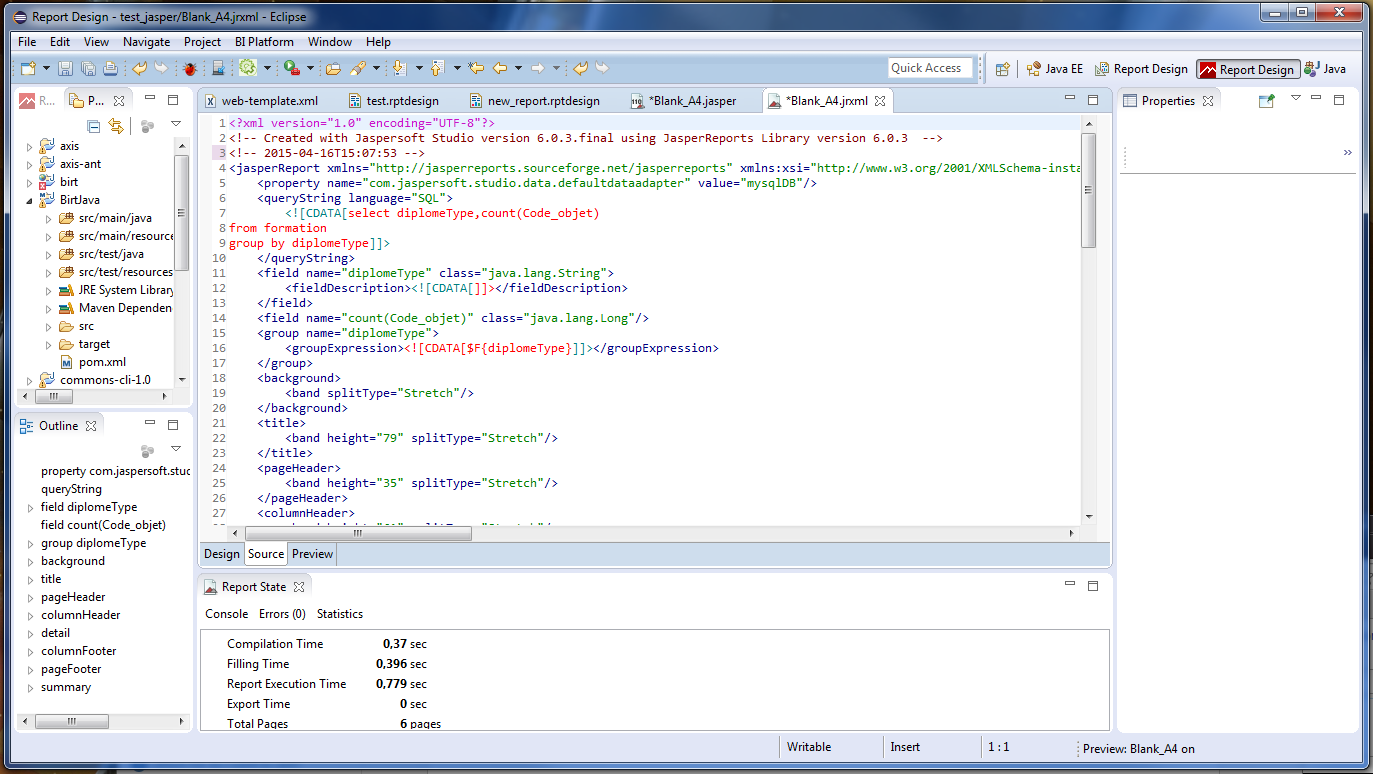 Report Design - test_jasper/Blank_A4.jrxml - Eclipse
File Edit View Navigate Project BI Platform Window Help
Quick Access Java EE Report Design Report Design Java
R... P...
axis
axis-ant
birt
BirtJava
src/main/java
src/main/resource
src/test/java
src/test/resources
JRE System Library
Maven Dependen
src
target
pom.xml
commons-cli-1.0
Outline
property com.jaspersoft.stud
queryString
field diplomeType
field count(Code_objet)
group diplomeType
background
title
pageHeader
columnHeader
detail
columnFooter
pageFooter
summary
web-template.xml test.rptdesign new_report.rptdesign *Blank_A4.jasper *Blank_A4.jrxml
1 <?xml version="1.0" encoding="UTF-8"?>
2 <!-- Created with Jaspersoft Studio version 6.0.3.final using JasperReports Library version 6.0.3  -->
3 <!-- 2015-04-16T15:07:53 -->
4 <jasperReport xmlns="http://jasperreports.sourceforge.net/jasperreports" xmlns:xsi="http://www.w3.org/2001/XMLSchema-insta
5 <property name="com.jaspersoft.studio.data.defaultdataadapter" value="mysqlDB"/>
6 <queryString language="SQL">
7 <![CDATA[select diplomeType,count(Code_objet)
8 from formation
9 group by diplomeType]]>
10 </queryString>
11 <field name="diplomeType" class="java.lang.String">
12 <fieldDescription><![CDATA[]]></fieldDescription>
13 </field>
14 <field name="count(Code_objet)" class="java.lang.Long"/>
15 <group name="diplomeType">
16 <groupExpression><![CDATA[$F{diplomeType}]]></groupExpression>
17 </group>
18 <background>
19 <band splitType="Stretch"/>
20 </background>
21 <title>
22 <band height="79" splitType="Stretch"/>
23 </title>
24 <pageHeader>
25 <band height="35" splitType="Stretch"/>
26 </pageHeader>
27 <columnHeader>
Design Source Preview
Report State
Console Errors (0) Statistics
Compilation Time 0,37 sec
Filling Time 0,396 sec
Report Execution Time 0,779 sec
Export Time 0 sec
Total Pages 6 pages
Properties
Writable Insert 1 : 1 Preview: Blank_A4 on